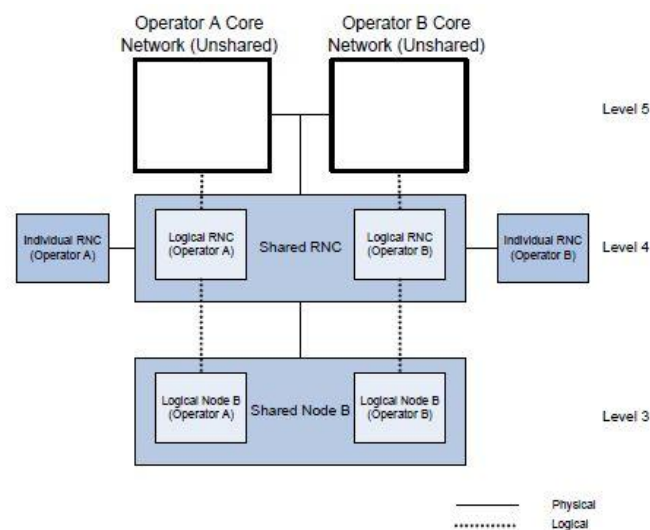 Operator A Core
Network (Unshared)
Operator B Core
Network (Unshared)
Level 5
Individual RNC
(Operator A)
Logical RNC
(Operator A)
Shared RNC
Logical RNC
(Operator B)
Individual RNC
(Operator B)
Level 4
Logical Node B
(Operator A)
Shared Node B
Logical Node B
(Operator B)
Level 3
Physical
Logical